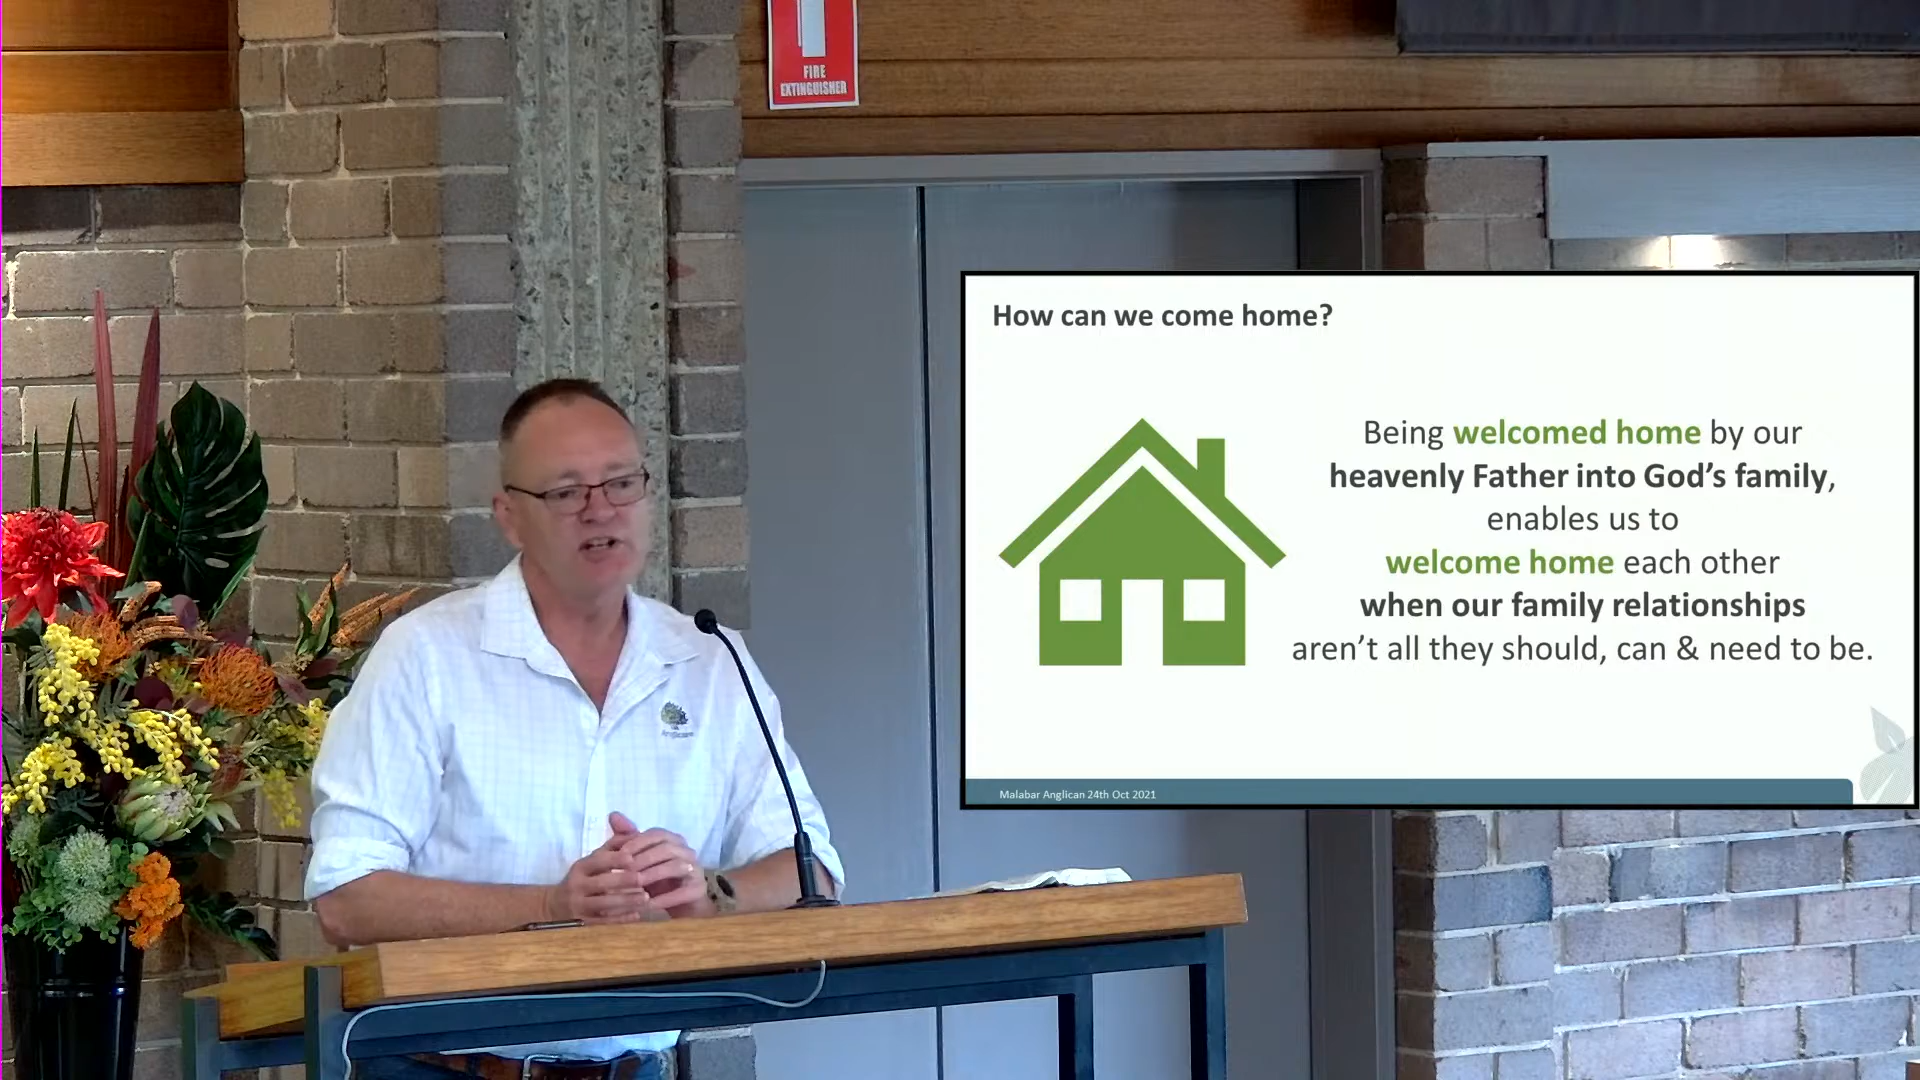 FIRE
EXTINGUISHER
How can we come home?
Being welcomed home by our
heavenly Father into God's family,
enables us to
welcome home each other
when our family relationships
aren't all they should, can & need to be.
Malabar Anglican 24th Oct 2021